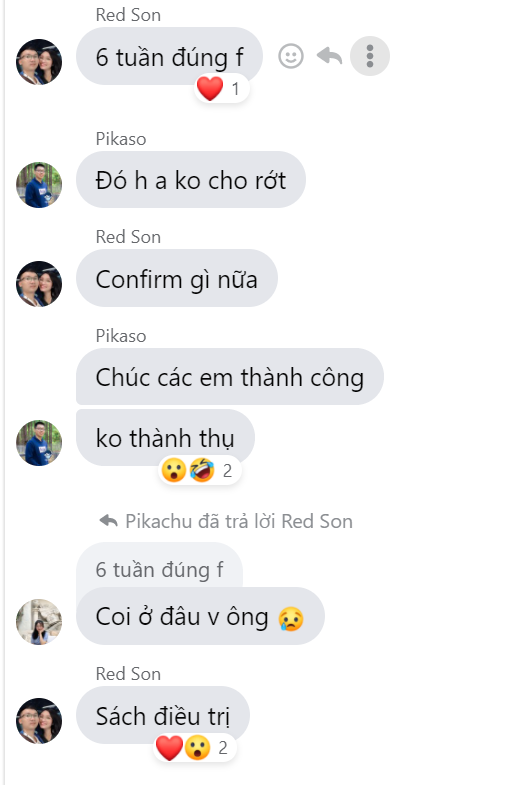 Red Son
6 tuần đúng f
1
Pikaso
Đó h a ko cho rớt
Red Son
Confirm gì nữa
Pikaso
Chúc các em thành công
ko thành thụ
2
Pikachu đã trả lời Red Son
6 tuần đúng f
Coi ở đâu v ông
Red Son
Sách điều trị
2